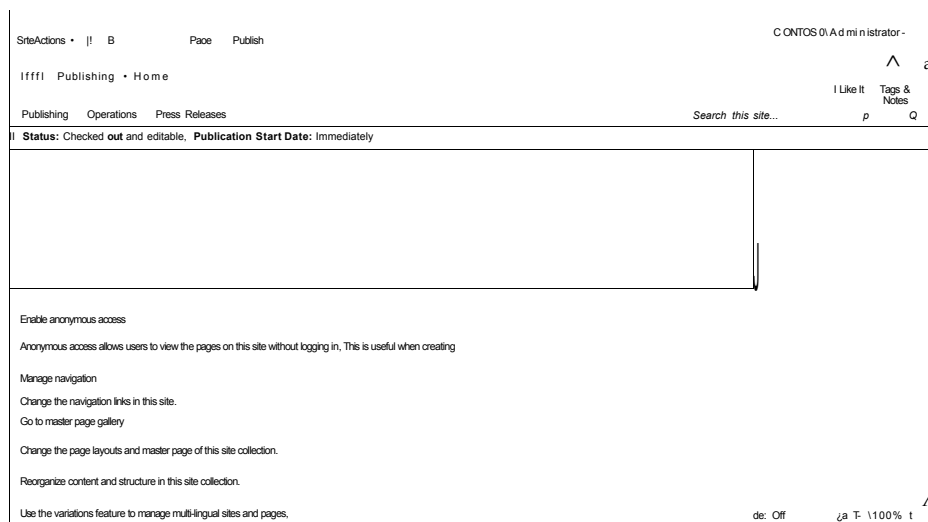 C ONTOS 0\ A d mi n istrator -
SrteActions • |! B Paoe Publish
^ a
Ifffl Publishing • Home
I Like It Tags &
Notes
Publishing Operations Press Releases Search this site... p Q
II Status: Checked out and editable, Publication Start Date: Immediately
Enable anonymous access
Anonymous access allows users to view the pages on this site without logging in, This is useful when creating
Manage navigation
Change the navigation links in this site.
Go to master page gallery
Change the page layouts and master page of this site collection.
Reorganize content and structure in this site collection.
Use the variations feature to manage multi-lingual sites and pages,
de: Off ¿a T- \100% t